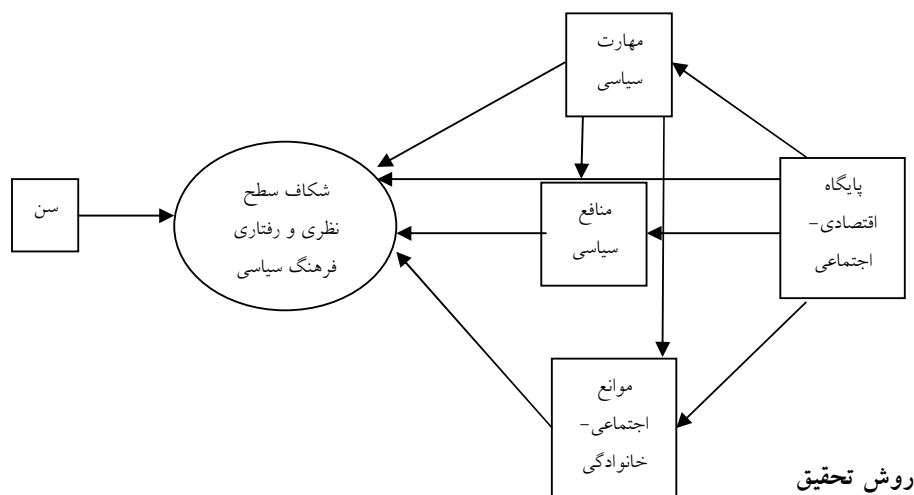 مهارت
سیاسی
پایگاه
اقتصادی-
اجتماعی
منافع
سیاسی
شکاف سطح
نظری و رفتاری
فرهنگ سیاسی
سن
موانع
اجتماعی-
خانوادگی
روش تحقیق